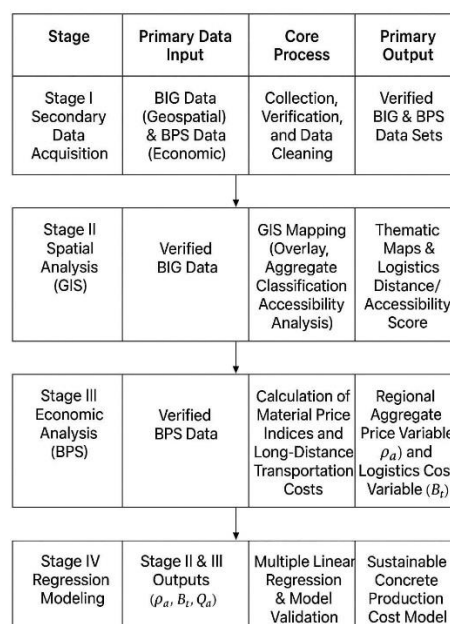 Stage
Primary Data
Input
Core
Process
Primary
Output
Stage I
Secondary
Data
Acquisition
BIG Data
(Geospatial)
& BPS Data
(Economic)
Collection,
Verification,
and Data
Cleaning
Verified
BIG & BPS
Data Sets
Stage II
Spatial
Analysis
(GIS)
Verified
BIG Data
GIS Mapping
(Overlay,
Aggregate
Classification
Accessibility
Analysis)
Thematic
Maps &
Logistics
Distance/
Accessibility
Score
Stage III
Economic
Analysis
(BPS)
Verified
BPS Data
Calculation of
Material Price
Indices and
Long-Distance
Transportation
Costs
Regional
Aggregate
Price Variable
ρₐ) and
Logistics Cos
Variable (Bₜ)
Stage IV
Regression
Modeling
Stage II & III
Outputs
(ρₐ, Bₜ, Qₐ)
Multiple Linear
Regression
& Model
Validation
Sustainable
Concrete
Production
Cost Model